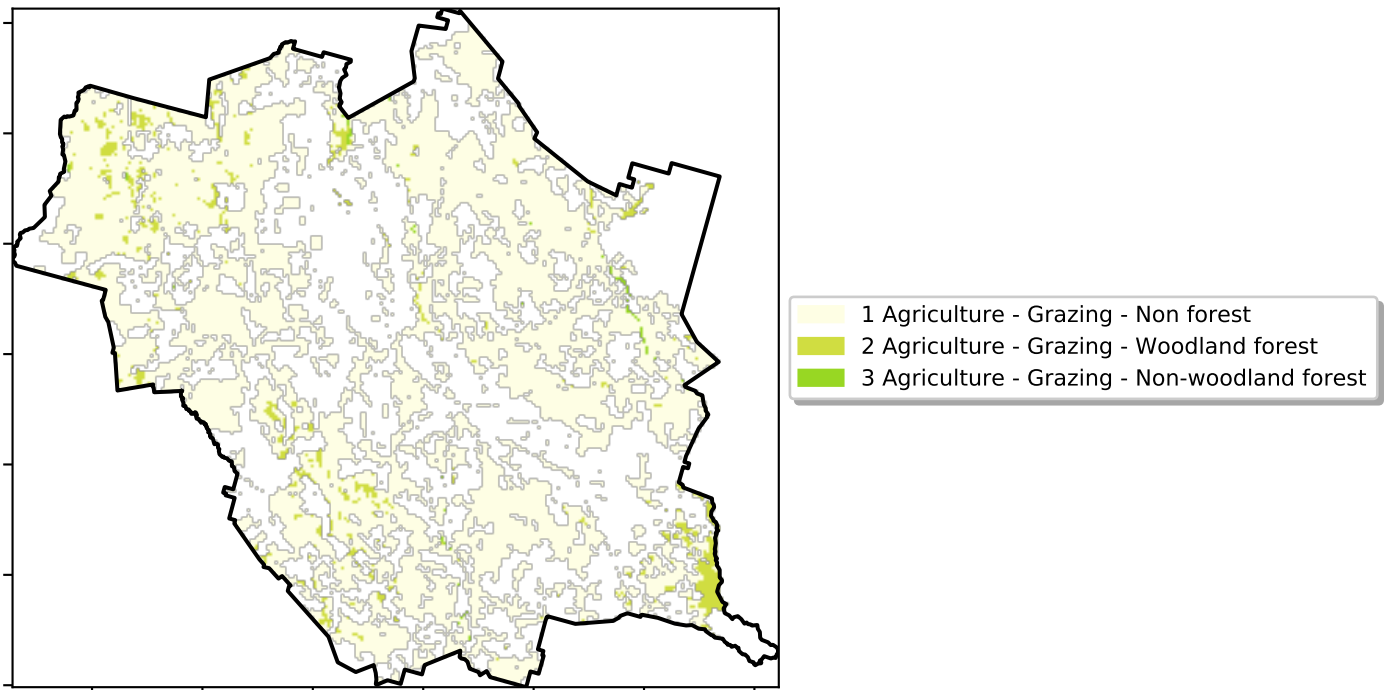 1 Agriculture - Grazing - Non forest
2 Agriculture - Grazing - Woodland forest
3 Agriculture - Grazing - Non-woodland forest